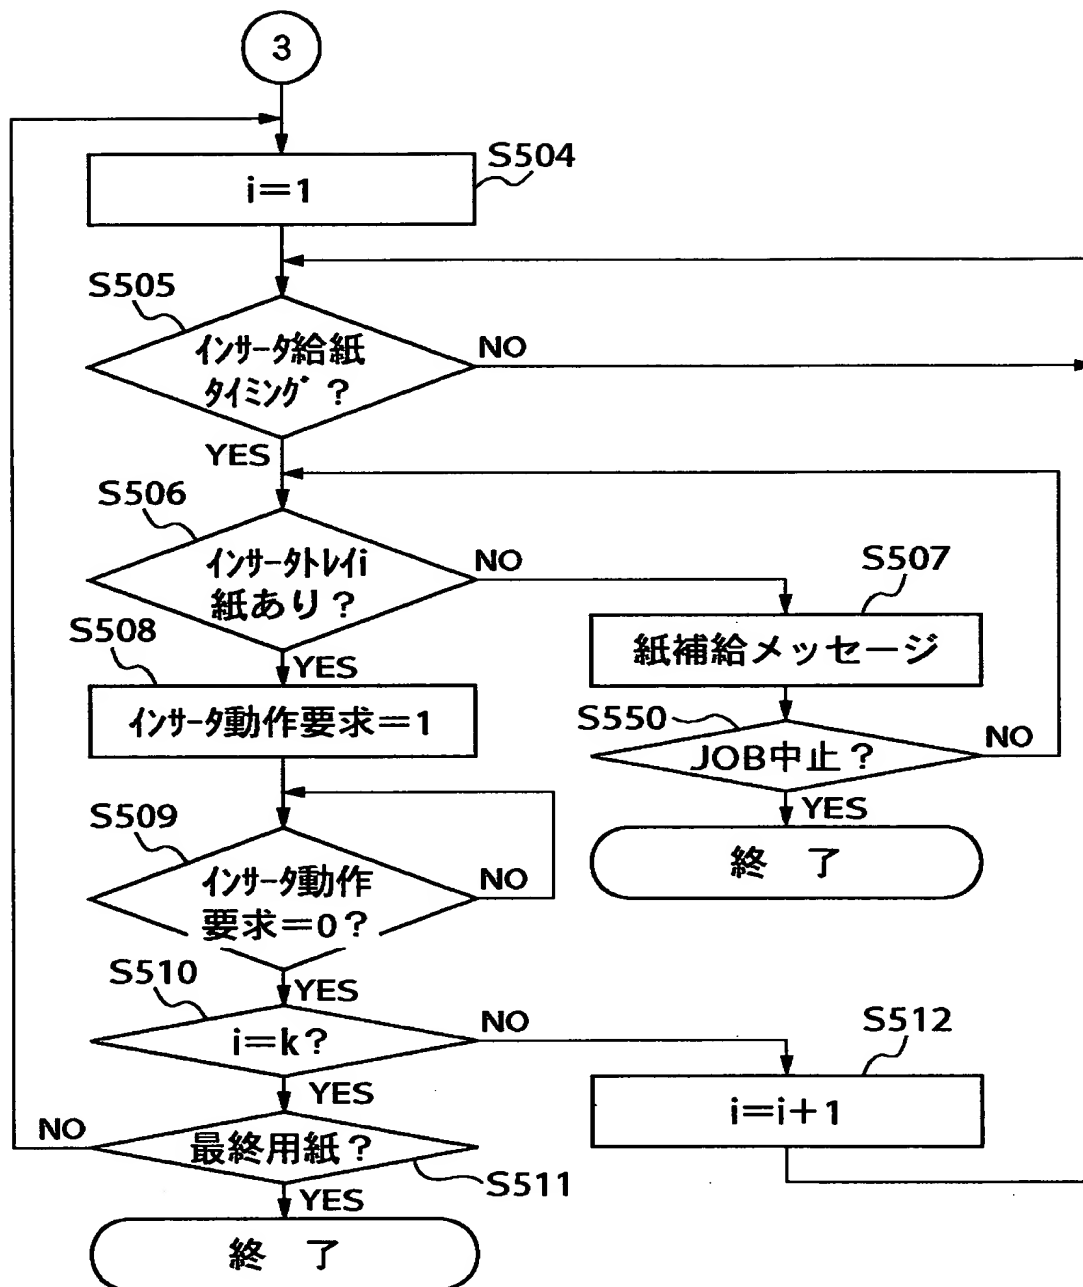 3
S504
i=1
S505
インサータ給紙
タイミング?
NO
YES
S506
インサータトレイi
紙あり?
NO
S507
紙補給メッセージ
S508
YES
インサータ動作要求=1
S550
JOB中止?
NO
YES
終 了
S509
インサータ動作
要求=0?
NO
S510
YES
i=k?
NO
S512
i=i+1
YES
NO
最終用紙?
S511
YES
終 了